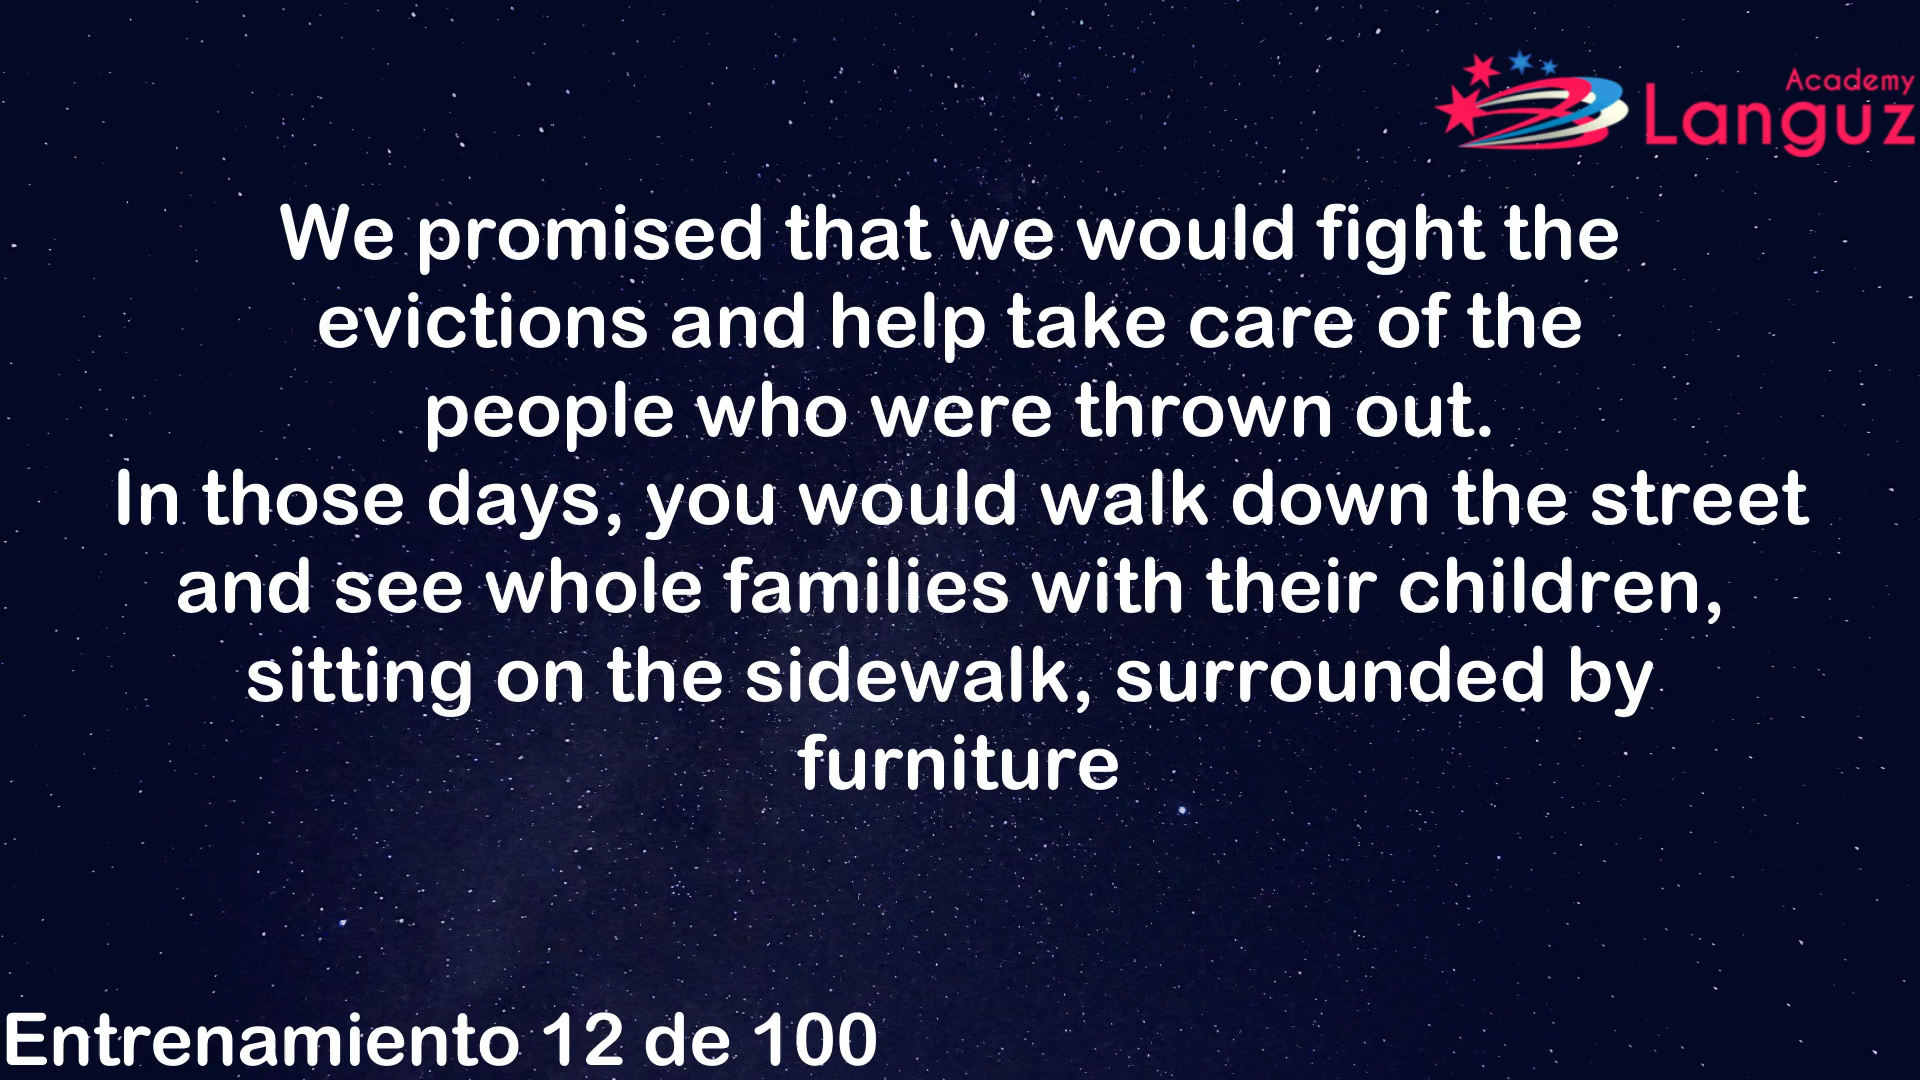 Academy
Languz
We promised that we would fight the
evictions and help take care of the
people who were thrown out.
In those days, you would walk down the street
and see whole families with their children,
sitting on the sidewalk, surrounded by
furniture
Entrenamiento 12 de 100